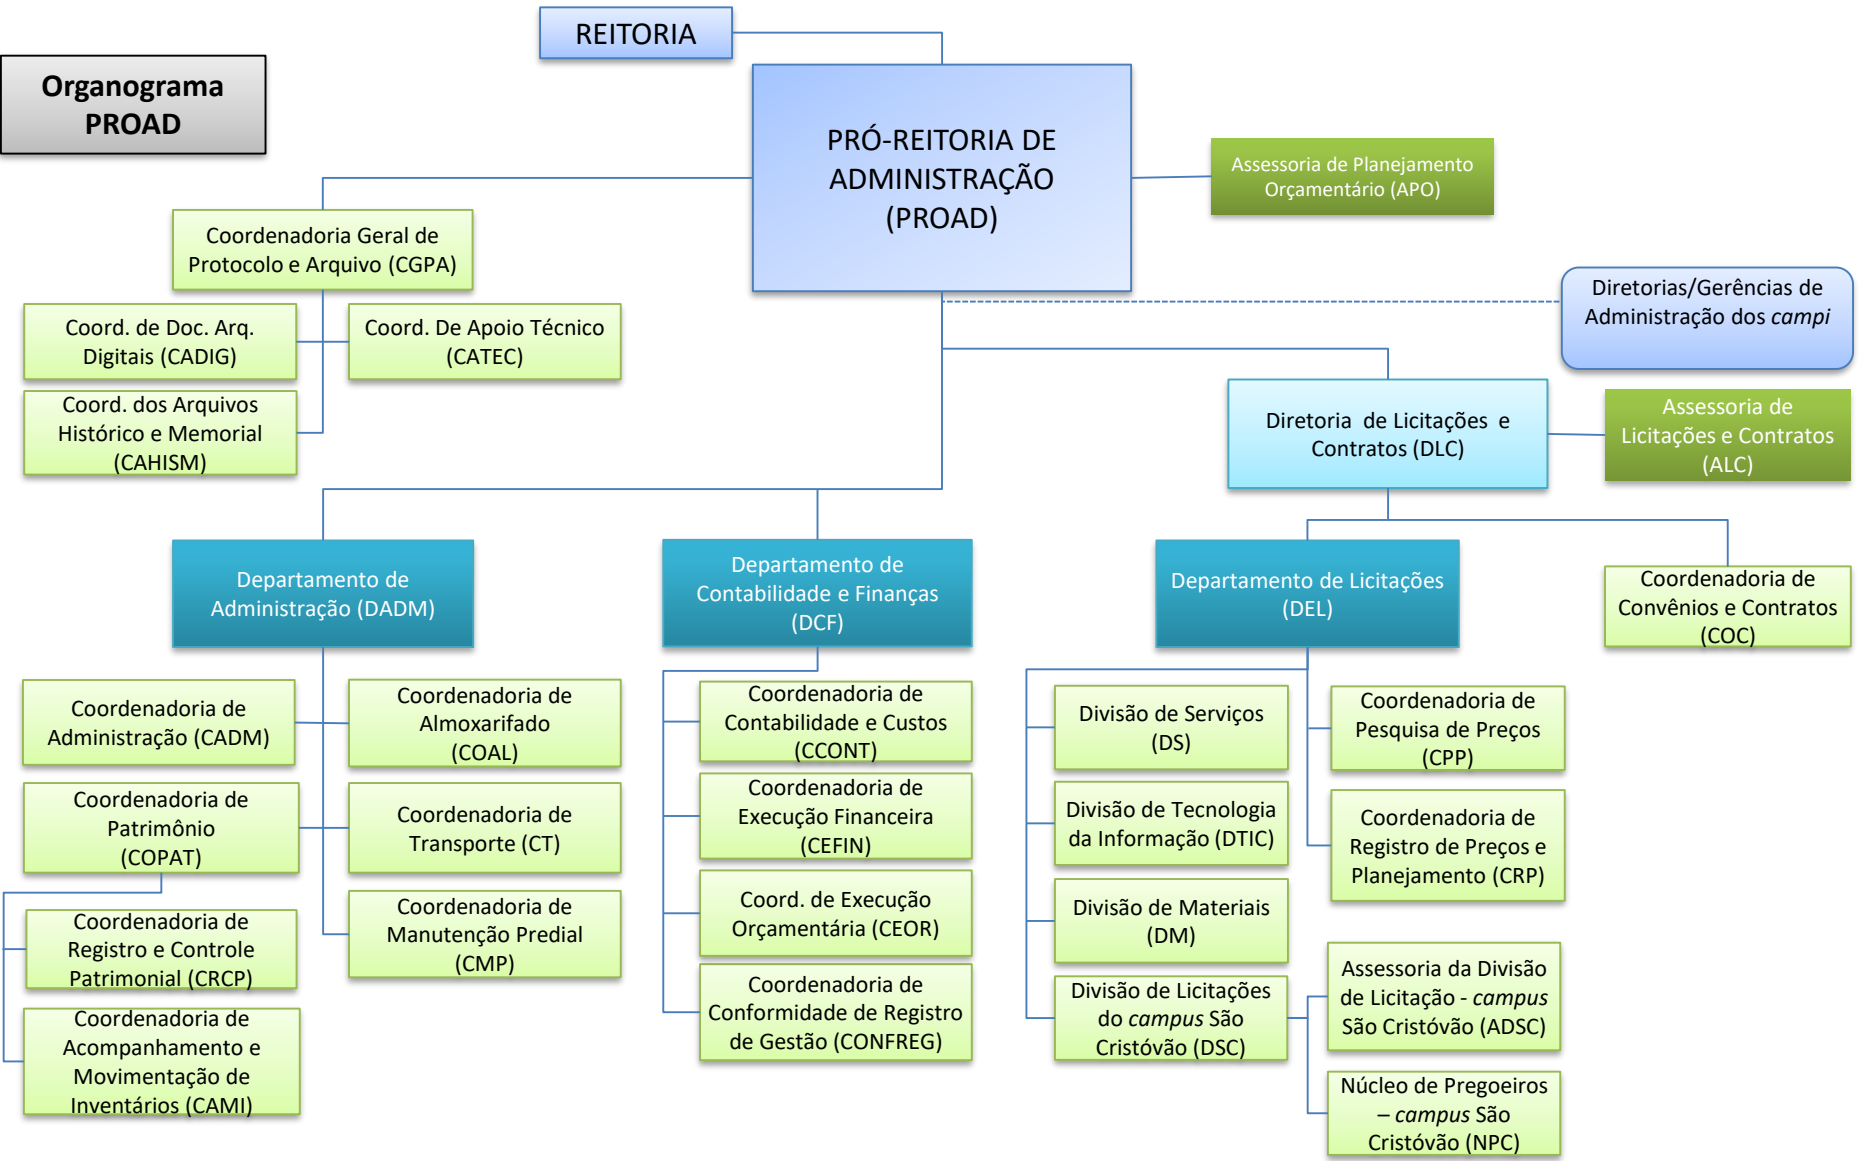 REITORIA
Organograma
PROAD
PRÓ-REITORIA DE
ADMINISTRAÇÃO
(PROAD)
Assessoria de Planejamento
Orçamentário (APO)
Coordenadoria Geral de
Protocolo e Arquivo (CGPA)
Diretorias/Gerências de
Administração dos campi
Coord. de Doc. Arq.
Digitais (CADIG)
Coord. De Apoio Técnico
(CATEC)
Coord. dos Arquivos
Histórico e Memorial
(CAHISM)
Diretoria de Licitações e
Contratos (DLC)
Assessoria de
Licitações e Contratos
(ALC)
Departamento de
Administração (DADM)
Departamento de
Contabilidade e Finanças
(DCF)
Departamento de Licitações
(DEL)
Coordenadoria de
Convênios e Contratos
(COC)
Coordenadoria de
Administração (CADM)
Coordenadoria de
Almoxarifado
(COAL)
Coordenadoria de
Patrimônio
(COPAT)
Coordenadoria de
Transporte (CT)
Coordenadoria de
Registro e Controle
Patrimonial (CRCP)
Coordenadoria de
Manutenção Predial
(CMP)
Coordenadoria de
Acompanhamento e
Movimentação de
Inventários (CAMI)
Coordenadoria de
Contabilidade e Custos
(CCONT)
Coordenadoria de
Execução Financeira
(CEFIN)
Coord. de Execução
Orçamentária (CEOR)
Coordenadoria de
Conformidade de Registro
de Gestão (CONFREG)
Divisão de Serviços
(DS)
Coordenadoria de
Pesquisa de Preços
(CPP)
Divisão de Tecnologia
da Informação (DTIC)
Coordenadoria de
Registro de Preços e
Planejamento (CRP)
Divisão de Materiais
(DM)
Divisão de Licitações
do campus São
Cristóvão (DSC)
Assessoria da Divisão
de Licitação - campus
São Cristóvão (ADSC)
Núcleo de Pregoeiros
– campus São
Cristóvão (NPC)